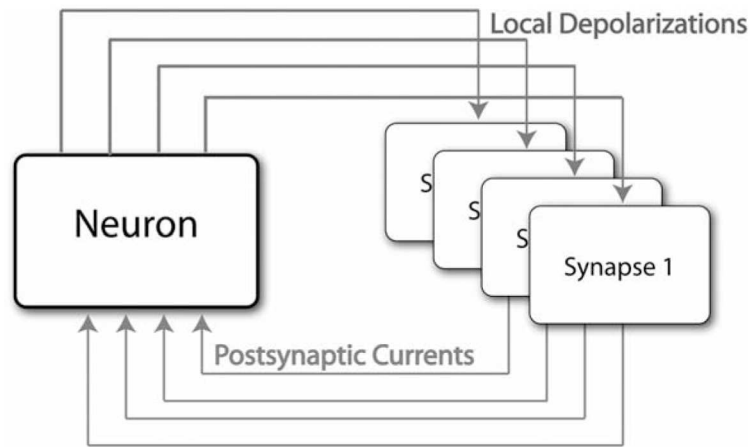 Local Depolarizations
S
S
Neuron
S
Synapse 1
Postsynaptic Currents